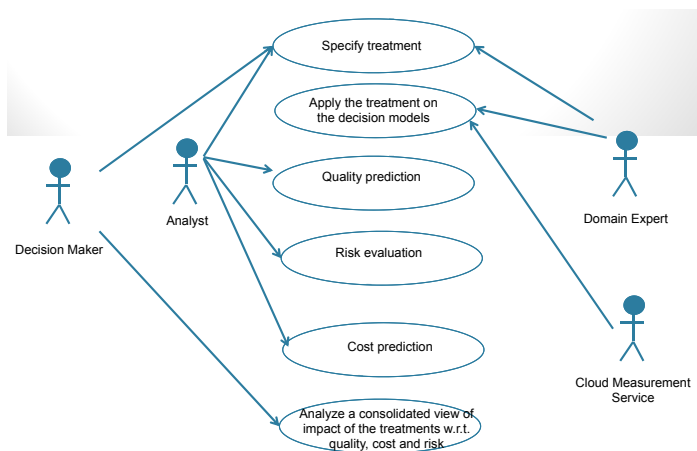 Specify treatment
Apply the treatment on
the decision models
Quality prediction
Analyst
Domain Expert
Decision Maker
Risk evaluation
Cost prediction
Cloud Measurement
Service
Analyze a consolidated view of
impact of the treatments w.r.t.
quality, cost and risk